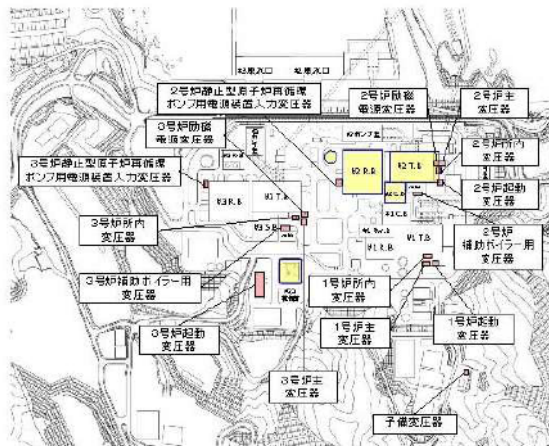 2号炉静止型原子炉再循環
ポンプ用電源装置入力変圧器
2号炉励磁
電源変圧器
2号炉主
変圧器
3号炉励磁
電源変圧器
2号炉所内
変圧器
3号炉静止型原子炉再循環
ポンプ用電源装置入力変圧器
2号炉起動
変圧器
3号炉所内
変圧器
2号炉
補助ボイラー用
変圧器
3号炉補助ボイラー用
変圧器
1号炉所内
変圧器
1号炉主
変圧器
1号炉起動
変圧器
3号炉起動
変圧器
3号炉主
変圧器
予備変圧器
#2R.B
#2T.B
#3R.B
#3T.B
#1C.B
#1R.B
#1T.B
#3S.B